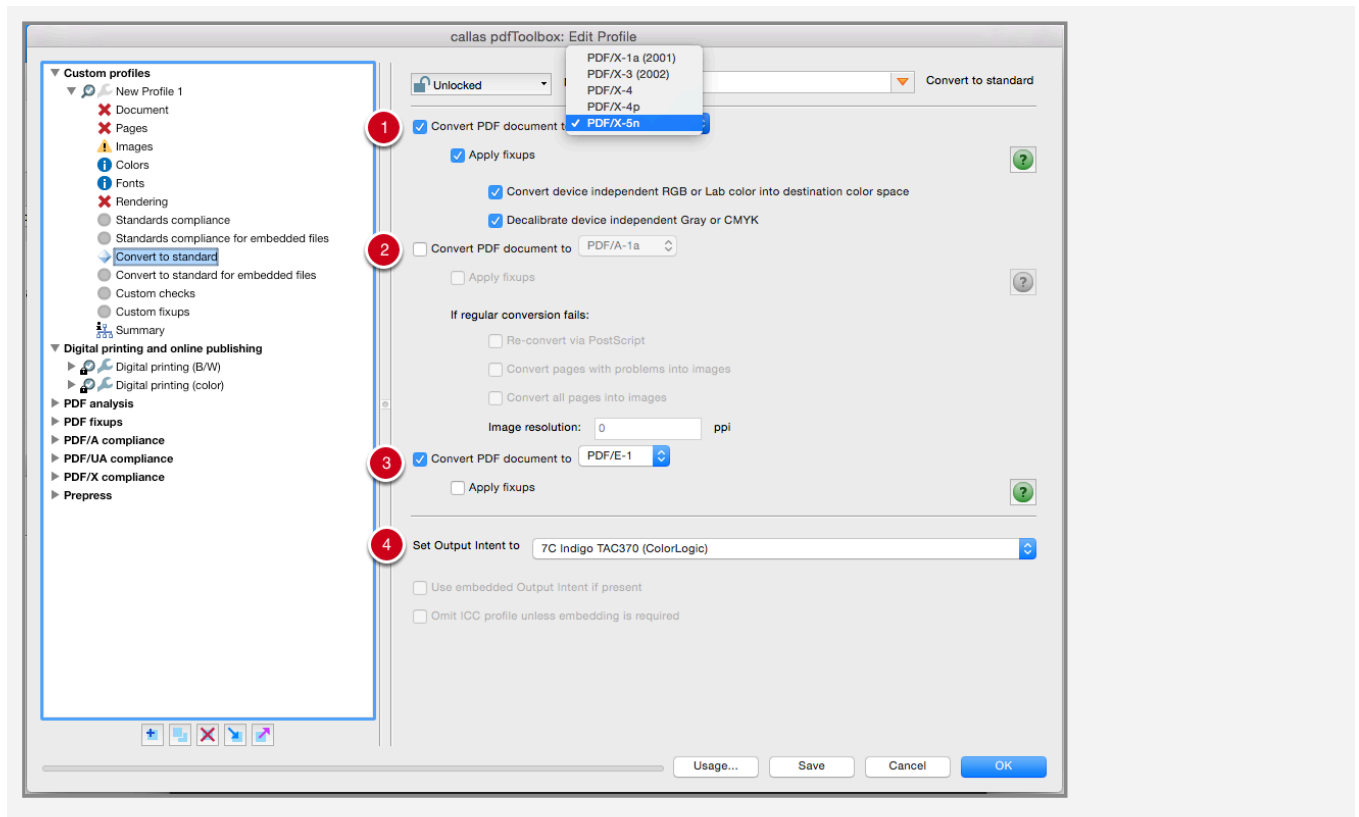 callas pdfToolbox: Edit Profile
Custom profiles
New Profile 1
Document
Pages
Images
Colors
Fonts
Rendering
Standards compliance
Standards compliance for embedded files
Convert to standard
Convert to standard for embedded files
Custom checks
Custom fixups
Summary
Digital printing and online publishing
Digital printing (B/W)
Digital printing (color)
PDF analysis
PDF fixups
PDF/A compliance
PDF/UA compliance
PDF/X compliance
Prepress
Unlocked
Convert to standard
PDF/X-1a (2001)
PDF/X-3 (2002)
PDF/X-4
PDF/X-4p
✓ PDF/X-5n
1 Convert PDF document
Apply fixups
?
Convert device independent RGB or Lab color into destination color space
Decalibrate device independent Gray or CMYK
2 Convert PDF document to PDF/A-1a
Apply fixups
?
If regular conversion fails:
Re-convert via PostScript
Convert pages with problems into images
Convert all pages into images
Image resolution: 0 ppi
3 Convert PDF document to PDF/E-1
Apply fixups
?
4 Set Output Intent to 7C Indigo TAC370 (ColorLogic)
Use embedded Output Intent if present
Omit ICC profile unless embedding is required
Usage... Save Cancel OK